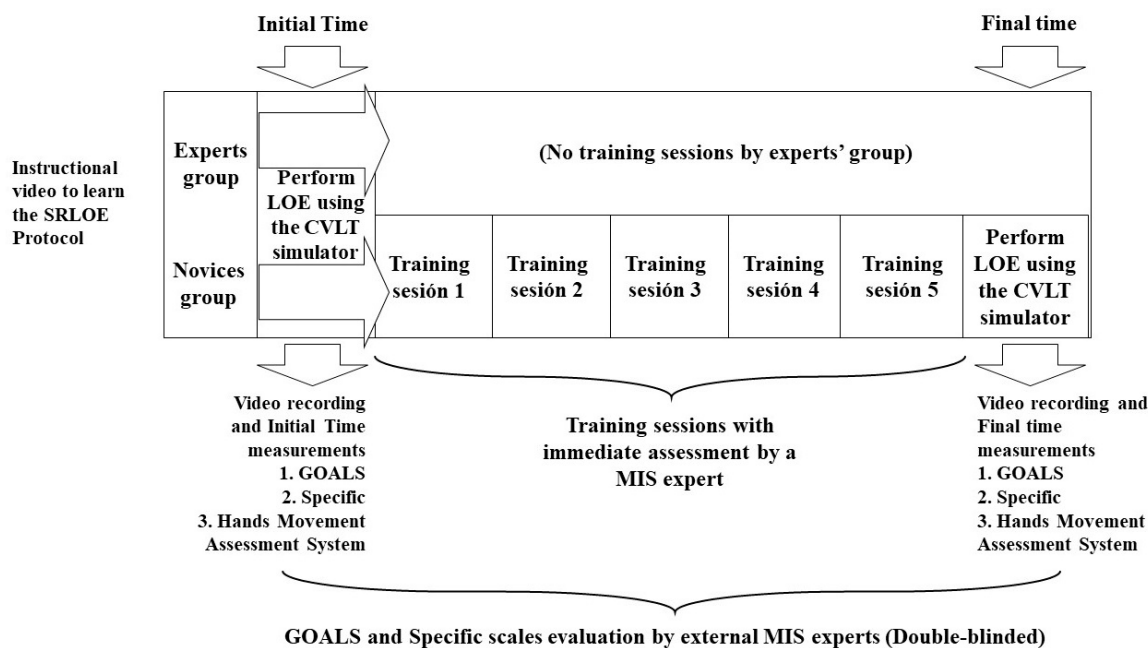 Initial Time
Final time
Instructional
video to learn
the SRLOE
Protocol
Experts
group
Novices
group
Perform
LOE using
the CVLT
simulator
(No training sessions by experts' group)
Training
sesión 1
Training
sesión 2
Training
sesión 3
Training
sesión 4
Training
sesión 5
Perform
LOE using
the CVLT
simulator
Video recording
and Initial Time
measurements
1. GOALS
2. Specific
3. Hands Movement
Assessment System
Training sessions with
immediate assessment by a
MIS expert
Video recording and
Final time
measurements
1. GOALS
2. Specific
3. Hands Movement
Assessment System
GOALS and Specific scales evaluation by external MIS experts (Double-blinded)